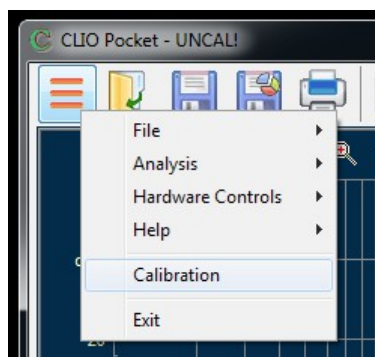 CLIO Pocket - UNCAL!
File
Analysis
Hardware Controls
Help
Calibration
Exit